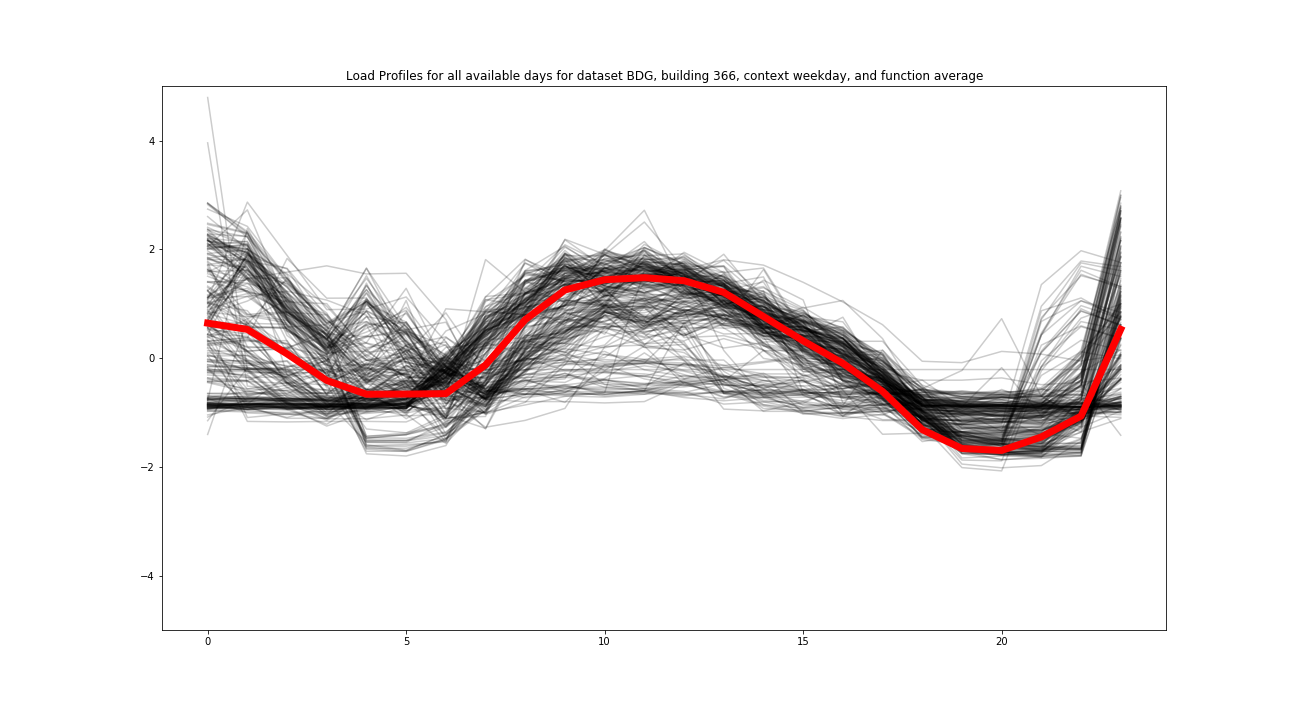 Load Profiles for all available days for dataset BDG, building 366, context weekday, and function average
4
2
0
−2
−4
0 5 10 15 20